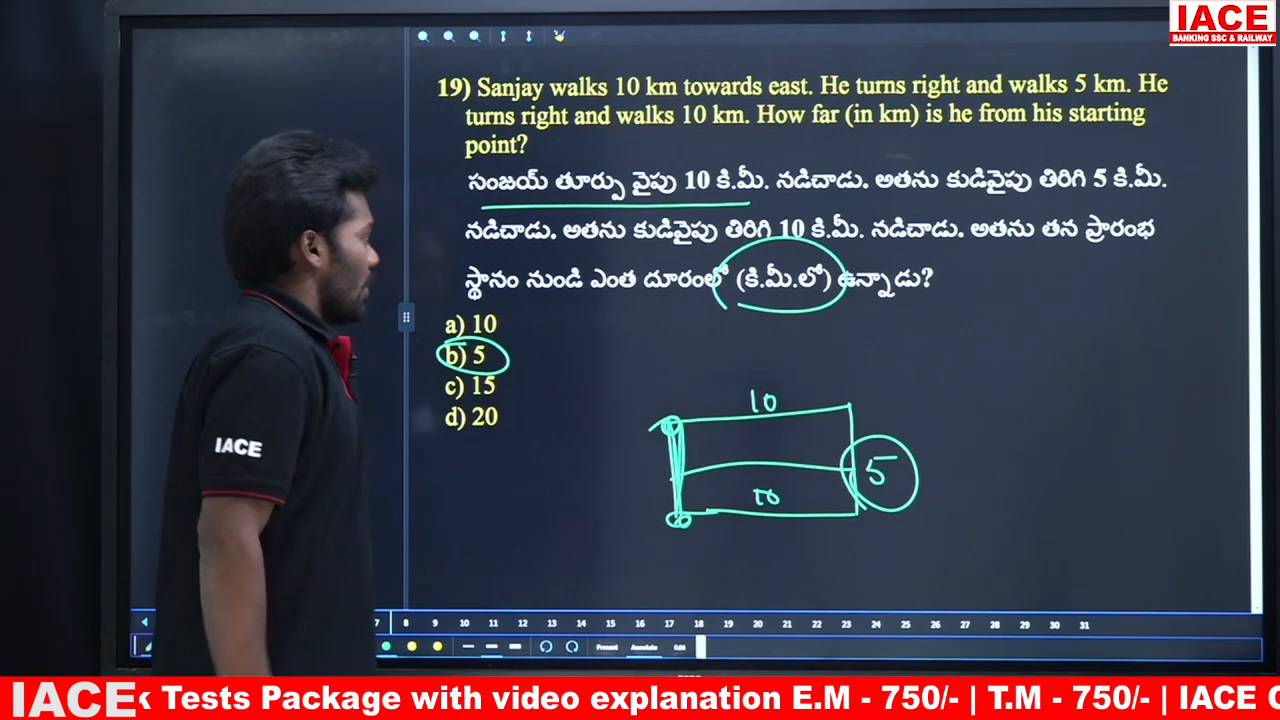 IACE
BANKING SSC & RAILWAY
19) Sanjay walks 10 km towards east. He turns right and walks 5 km. He
turns right and walks 10 km. How far (in km) is he from his starting
point?
సంజయ్ తూర్పు వైపు 10 కి.మీ. నడిచాడు. అతను కుడివైపు తిరిగి 5 కి.మీ.
నడిచాడు. అతను కుడివైపు తిరిగి 10 కి.మీ. నడిచాడు. అతను తన ప్రారంభ
స్థానం నుండి ఎంత దూరంలో (కి.మీ.లో) ఉన్నాడు?
a) 10
b) 5
c) 15
d) 20
10
5
10
IACE
7 8 9 10 11 12 13 14 15 16 17 18 19 20 21 22 23 24 25 26 27 28 29 30 31
Present Annotate Edit
IACE k Tests Package with video explanation E.M - 750/- | T.M - 750/- | IACE